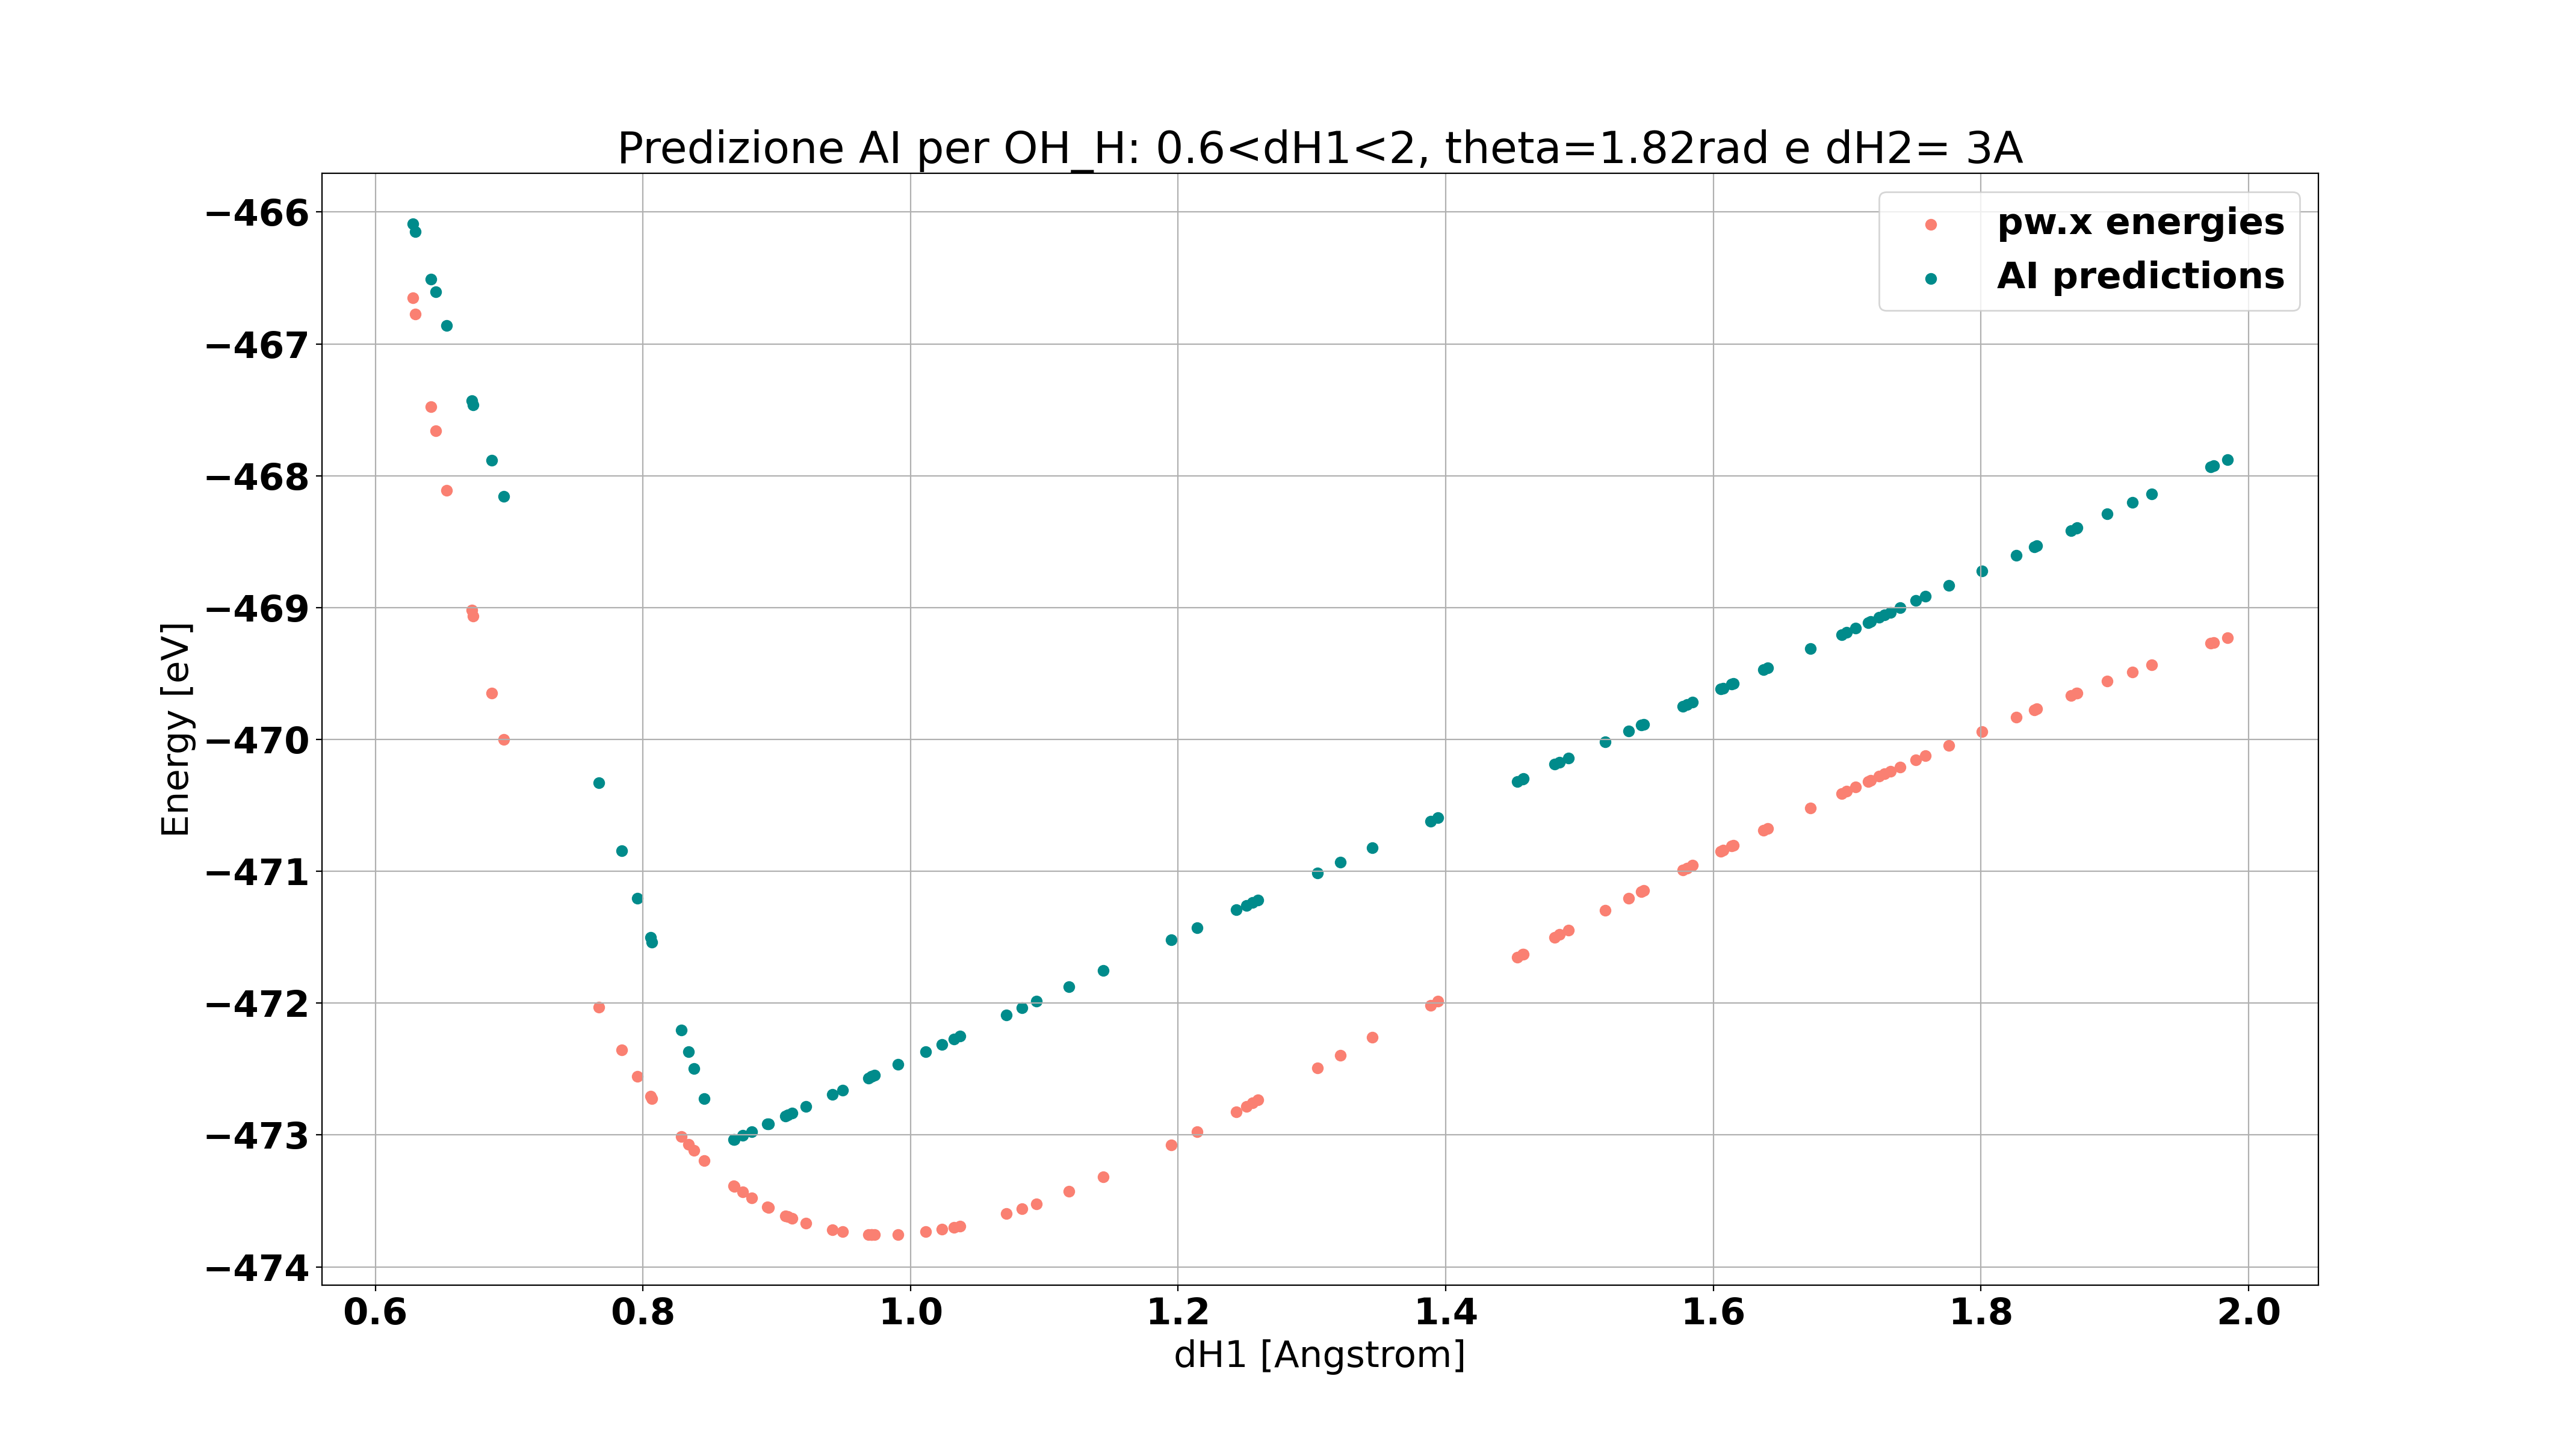 Predizione AI per OH_H: 0.6<dH1<2, theta=1.82rad e dH2= 3A
pw.x energies
AI predictions
−466
−467
−468
−469
−470
−471
−472
−473
−474
Energy [eV]
0.6 0.8 1.0 1.2 1.4 1.6 1.8 2.0
dH1 [Angstrom]